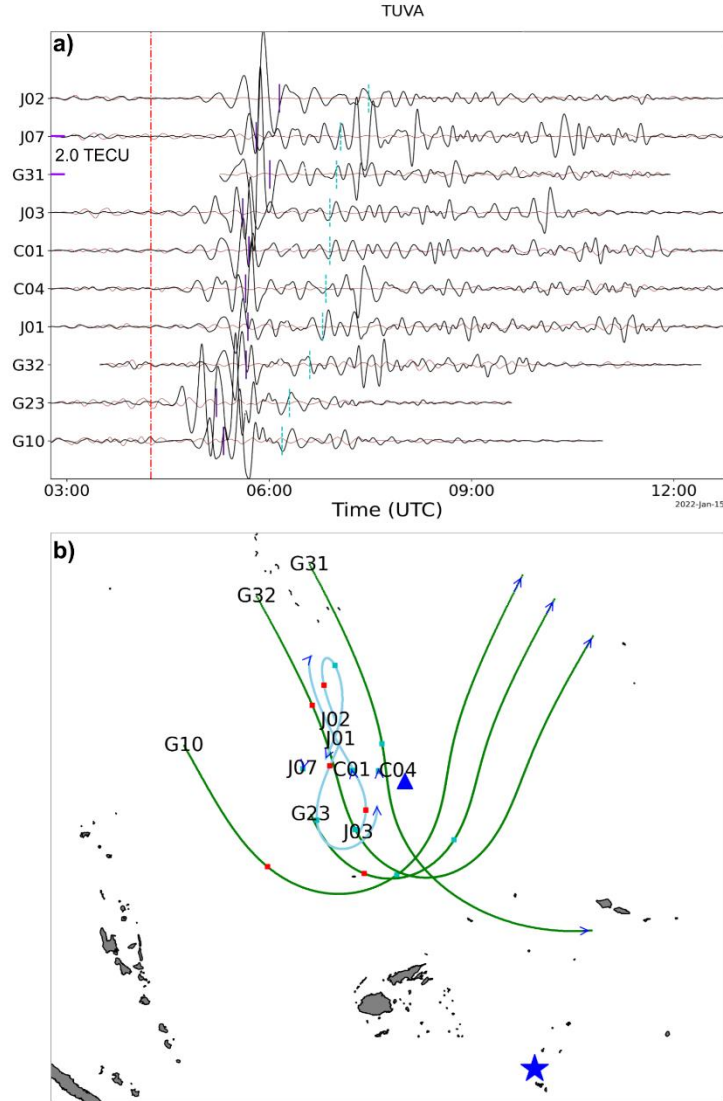 TUVA
a)
J02
J07
2.0 TECU
G31
J03
C01
C04
J01
G32
G23
G10
03:00 06:00 09:00 12:00
Time (UTC)
2022-Jan-15
b)
G31
G32
J02
J01
G10
J07 C01 C04
G23
J03